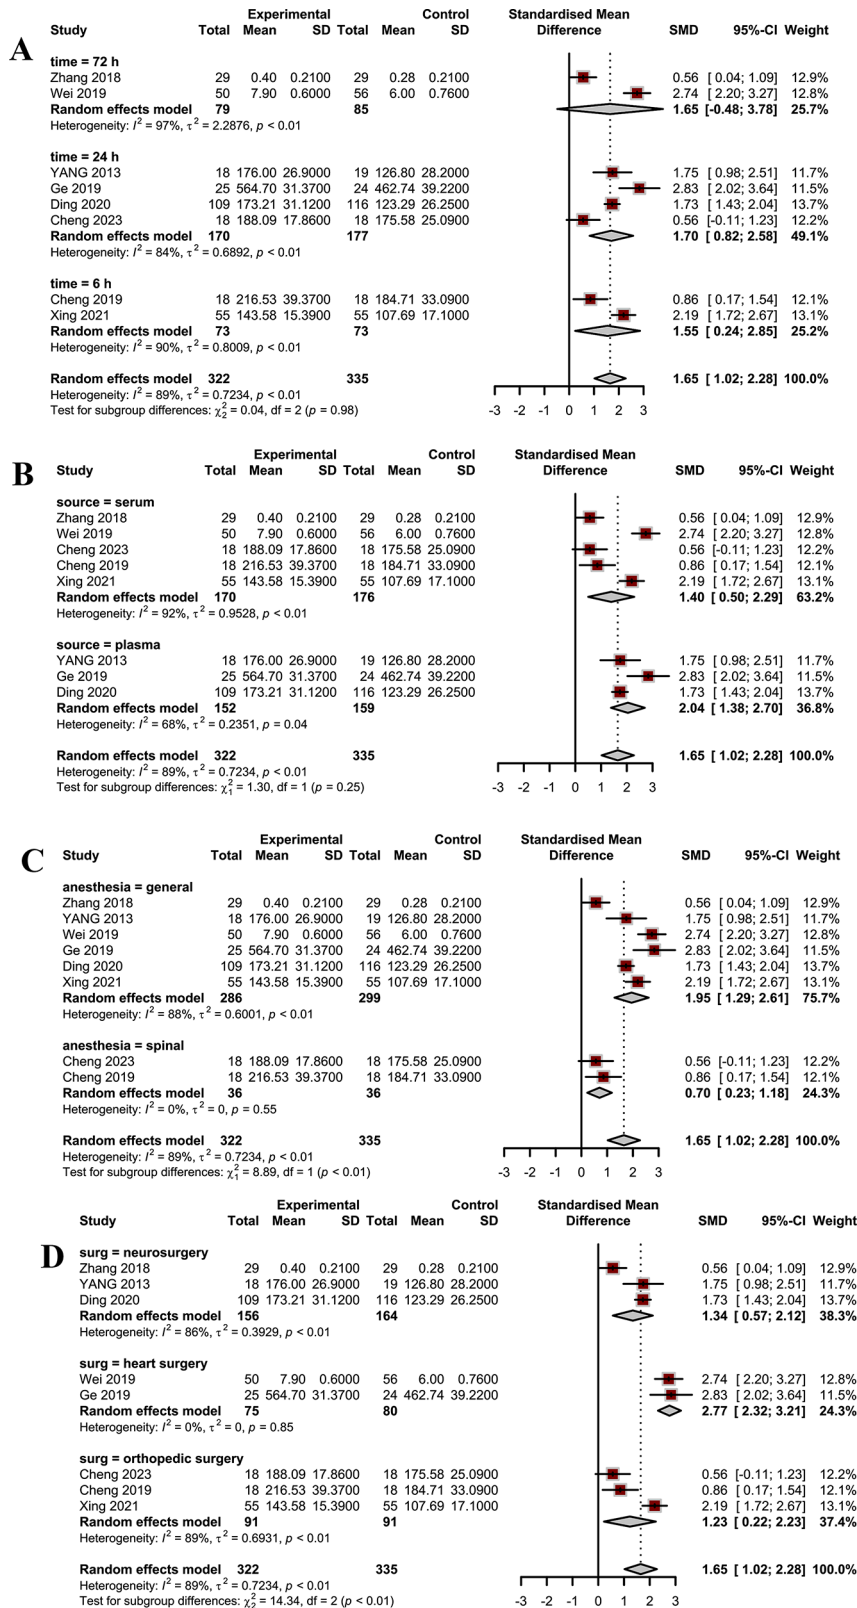 A
Experimental Control Standardised Mean
Study Total Mean SD Total Mean SD Difference SMD 95%-CI Weight
time = 72 h
Zhang 2018 29 0.40 0.2100 29 0.28 0.2100 0.56 [ 0.04; 1.09] 12.9%
Wei 2019 50 7.90 0.6000 56 6.00 0.7600 2.74 [ 2.20; 3.27] 12.8%
Random effects model 79 85 1.65 [-0.48; 3.78] 25.7%
Heterogeneity: I² = 97%, τ² = 2.2876, p < 0.01
time = 24 h
YANG 2013 18 176.00 26.9000 19 126.80 28.2000 1.75 [ 0.98; 2.51] 11.7%
Ge 2019 25 564.70 31.3700 24 462.74 39.2200 2.83 [ 2.02; 3.64] 11.5%
Ding 2020 109 173.21 31.1200 116 123.29 26.2500 1.73 [ 1.43; 2.04] 13.7%
Cheng 2023 18 188.09 17.8600 18 175.58 25.0900 0.56 [-0.11; 1.23] 12.2%
Random effects model 170 177 1.70 [ 0.82; 2.58] 49.1%
Heterogeneity: I² = 84%, τ² = 0.6892, p < 0.01
time = 6 h
Cheng 2019 18 216.53 39.3700 18 184.71 33.0900 0.86 [ 0.17; 1.54] 12.1%
Xing 2021 55 143.58 15.3900 55 107.69 17.1000 2.19 [ 1.72; 2.67] 13.1%
Random effects model 73 73 1.55 [ 0.24; 2.85] 25.2%
Heterogeneity: I² = 90%, τ² = 0.8009, p < 0.01
Random effects model 322 335 1.65 [ 1.02; 2.28] 100.0%
Heterogeneity: I² = 89%, τ² = 0.7234, p < 0.01
Test for subgroup differences: χ²₂ = 0.04, df = 2 (p = 0.98)
-3 -2 -1 0 1 2 3
B
Experimental Control Standardised Mean
Study Total Mean SD Total Mean SD Difference SMD 95%-CI Weight
source = serum
Zhang 2018 29 0.40 0.2100 29 0.28 0.2100 0.56 [ 0.04; 1.09] 12.9%
Wei 2019 50 7.90 0.6000 56 6.00 0.7600 2.74 [ 2.20; 3.27] 12.8%
Cheng 2023 18 188.09 17.8600 18 175.58 25.0900 0.56 [-0.11; 1.23] 12.2%
Cheng 2019 18 216.53 39.3700 18 184.71 33.0900 0.86 [ 0.17; 1.54] 12.1%
Xing 2021 55 143.58 15.3900 55 107.69 17.1000 2.19 [ 1.72; 2.67] 13.1%
Random effects model 170 176 1.40 [ 0.50; 2.29] 63.2%
Heterogeneity: I² = 92%, τ² = 0.9528, p < 0.01
source = plasma
YANG 2013 18 176.00 26.9000 19 126.80 28.2000 1.75 [ 0.98; 2.51] 11.7%
Ge 2019 25 564.70 31.3700 24 462.74 39.2200 2.83 [ 2.02; 3.64] 11.5%
Ding 2020 109 173.21 31.1200 116 123.29 26.2500 1.73 [ 1.43; 2.04] 13.7%
Random effects model 152 159 2.04 [ 1.38; 2.70] 36.8%
Heterogeneity: I² = 68%, τ² = 0.2351, p = 0.04
Random effects model 322 335 1.65 [ 1.02; 2.28] 100.0%
Heterogeneity: I² = 89%, τ² = 0.7234, p < 0.01
Test for subgroup differences: χ²₁ = 1.30, df = 1 (p = 0.25)
-3 -2 -1 0 1 2 3
C
Experimental Control Standardised Mean
Study Total Mean SD Total Mean SD Difference SMD 95%-CI Weight
anesthesia = general
Zhang 2018 29 0.40 0.2100 29 0.28 0.2100 0.56 [ 0.04; 1.09] 12.9%
YANG 2013 18 176.00 26.9000 19 126.80 28.2000 1.75 [ 0.98; 2.51] 11.7%
Wei 2019 50 7.90 0.6000 56 6.00 0.7600 2.74 [ 2.20; 3.27] 12.8%
Ge 2019 25 564.70 31.3700 24 462.74 39.2200 2.83 [ 2.02; 3.64] 11.5%
Ding 2020 109 173.21 31.1200 116 123.29 26.2500 1.73 [ 1.43; 2.04] 13.7%
Xing 2021 55 143.58 15.3900 55 107.69 17.1000 2.19 [ 1.72; 2.67] 13.1%
Random effects model 286 299 1.95 [ 1.29; 2.61] 75.7%
Heterogeneity: I² = 88%, τ² = 0.6001, p < 0.01
anesthesia = spinal
Cheng 2023 18 188.09 17.8600 18 175.58 25.0900 0.56 [-0.11; 1.23] 12.2%
Cheng 2019 18 216.53 39.3700 18 184.71 33.0900 0.86 [ 0.17; 1.54] 12.1%
Random effects model 36 36 0.70 [ 0.23; 1.18] 24.3%
Heterogeneity: I² = 0%, τ² = 0, p = 0.55
Random effects model 322 335 1.65 [ 1.02; 2.28] 100.0%
Heterogeneity: I² = 89%, τ² = 0.7234, p < 0.01
Test for subgroup differences: χ²₁ = 8.89, df = 1 (p < 0.01)
-3 -2 -1 0 1 2 3
D
Experimental Control Standardised Mean
Study Total Mean SD Total Mean SD Difference SMD 95%-CI Weight
surg = neurosurgery
Zhang 2018 29 0.40 0.2100 29 0.28 0.2100 0.56 [ 0.04; 1.09] 12.9%
YANG 2013 18 176.00 26.9000 19 126.80 28.2000 1.75 [ 0.98; 2.51] 11.7%
Ding 2020 109 173.21 31.1200 116 123.29 26.2500 1.73 [ 1.43; 2.04] 13.7%
Random effects model 156 164 1.34 [ 0.57; 2.12] 38.3%
Heterogeneity: I² = 86%, τ² = 0.3929, p < 0.01
surg = heart surgery
Wei 2019 50 7.90 0.6000 56 6.00 0.7600 2.74 [ 2.20; 3.27] 12.8%
Ge 2019 25 564.70 31.3700 24 462.74 39.2200 2.83 [ 2.02; 3.64] 11.5%
Random effects model 75 80 2.77 [ 2.32; 3.21] 24.3%
Heterogeneity: I² = 0%, τ² = 0, p = 0.85
surg = orthopedic surgery
Cheng 2023 18 188.09 17.8600 18 175.58 25.0900 0.56 [-0.11; 1.23] 12.2%
Cheng 2019 18 216.53 39.3700 18 184.71 33.0900 0.86 [ 0.17; 1.54] 12.1%
Xing 2021 55 143.58 15.3900 55 107.69 17.1000 2.19 [ 1.72; 2.67] 13.1%
Random effects model 91 91 1.23 [ 0.22; 2.23] 37.4%
Heterogeneity: I² = 89%, τ² = 0.6931, p < 0.01
Random effects model 322 335 1.65 [ 1.02; 2.28] 100.0%
Heterogeneity: I² = 89%, τ² = 0.7234, p < 0.01
Test for subgroup differences: χ²₂ = 14.34, df = 2 (p < 0.01)
-3 -2 -1 0 1 2 3